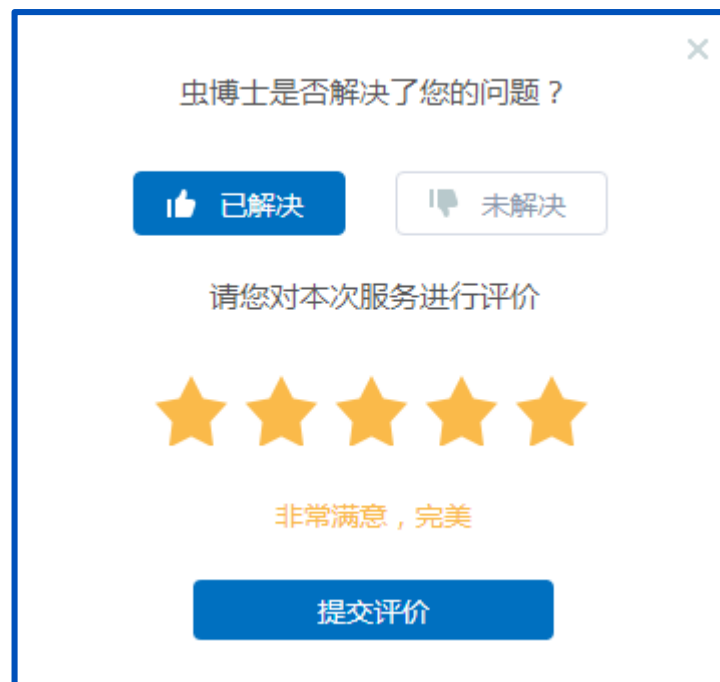 虫博士是否解决了您的问题？
已解决
未解决
请您对本次服务进行评价
非常满意，完美
提交评价